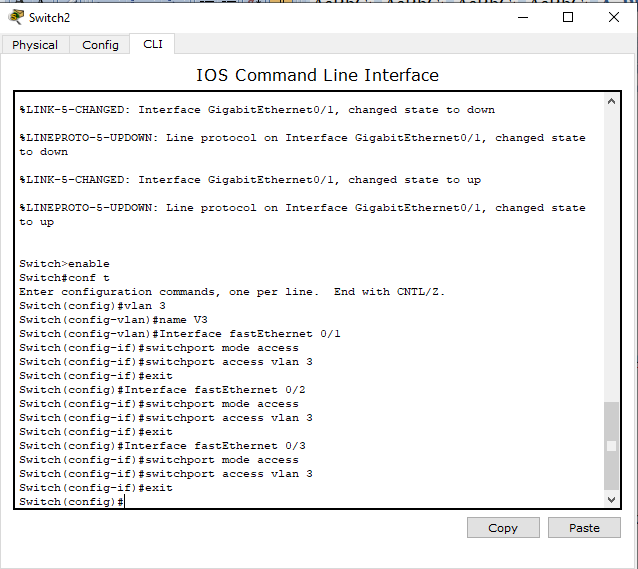 Switch2
Physical Config CLI
IOS Command Line Interface
%LINK-5-CHANGED: Interface GigabitEthernet0/1, changed state to down
%LINEPROTO-5-UPDOWN: Line protocol on Interface GigabitEthernet0/1, changed state
to down
%LINK-5-CHANGED: Interface GigabitEthernet0/1, changed state to up
%LINEPROTO-5-UPDOWN: Line protocol on Interface GigabitEthernet0/1, changed state
to up
Switch>enable
Switch#conf t
Enter configuration commands, one per line.  End with CNTL/Z.
Switch(config)#vlan 3
Switch(config-vlan)#name V3
Switch(config-vlan)#Interface fastEthernet 0/1
Switch(config-if)#switchport mode access
Switch(config-if)#switchport access vlan 3
Switch(config-if)#exit
Switch(config)#Interface fastEthernet 0/2
Switch(config-if)#switchport mode access
Switch(config-if)#switchport access vlan 3
Switch(config-if)#exit
Switch(config)#Interface fastEthernet 0/3
Switch(config-if)#switchport mode access
Switch(config-if)#switchport access vlan 3
Switch(config-if)#exit
Switch(config)#
Copy Paste